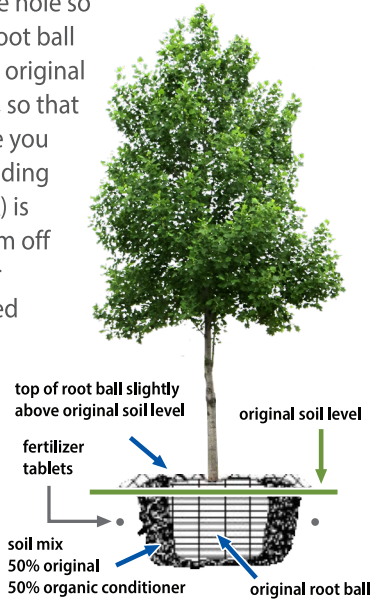 e hole so
oot ball
original
so that
e you
ding
) is
m off
ed
top of root ball slightly
above original soil level
original soil level
fertilizer
tablets
soil mix
50% original
50% organic conditioner
original root ball